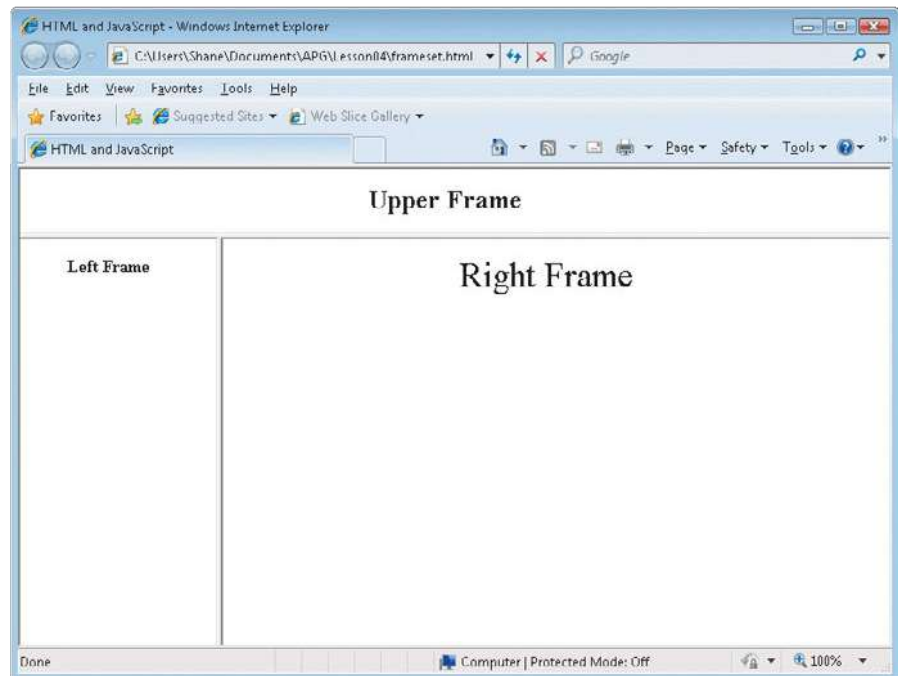 HTML and JavaScript - Windows Internet Explorer
C:\Users\Shane\Documents\APG\Lesson04\frameset.html Google
File Edit View Favorites Tools Help
Favorites Suggested Sites Web Slice Gallery
HTML and JavaScript Page Safety Tools
Upper Frame
Left Frame
Right Frame
Done Computer | Protected Mode: Off 100%